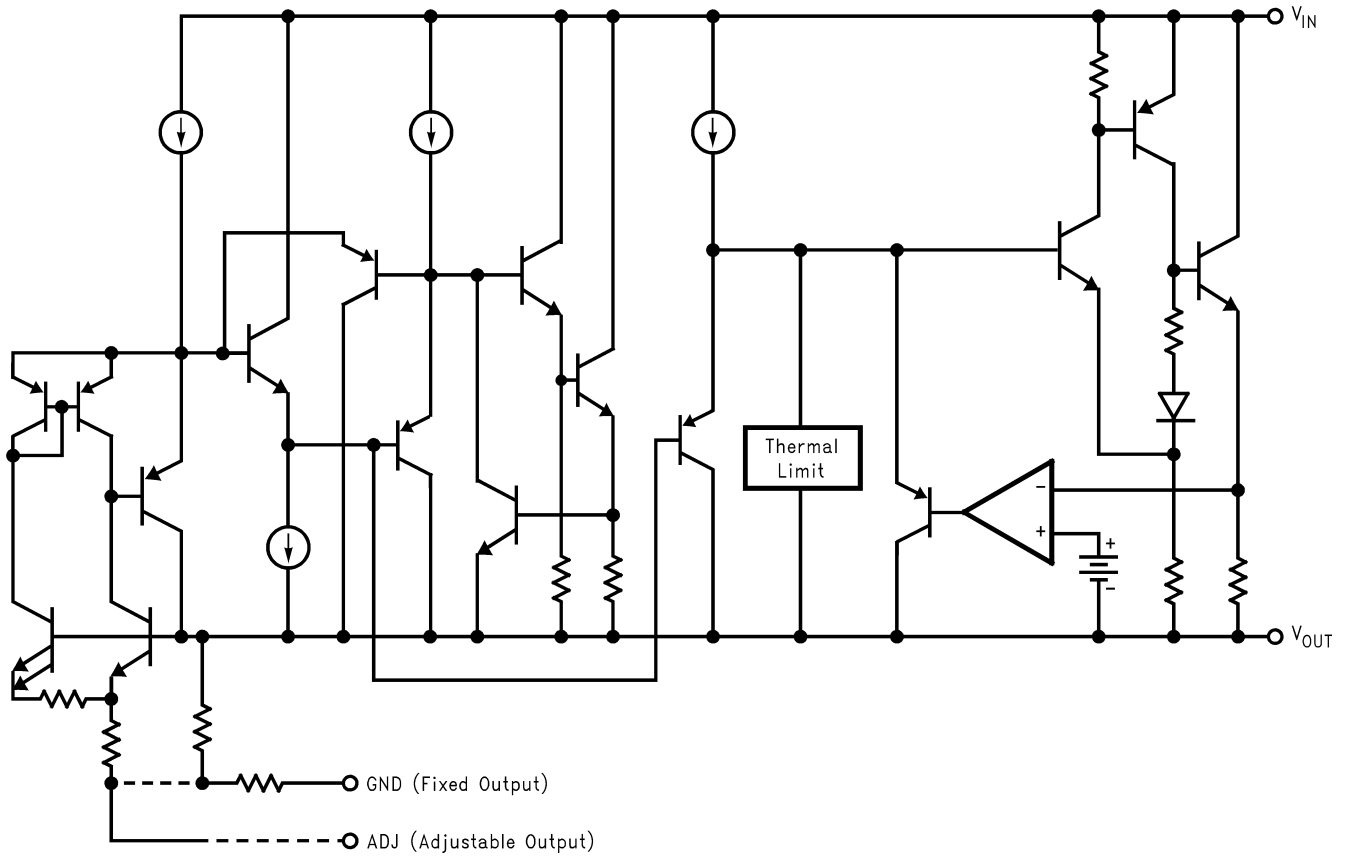 VIN
Thermal
Limit
−
+
+
−
VOUT
GND (Fixed Output)
ADJ (Adjustable Output)